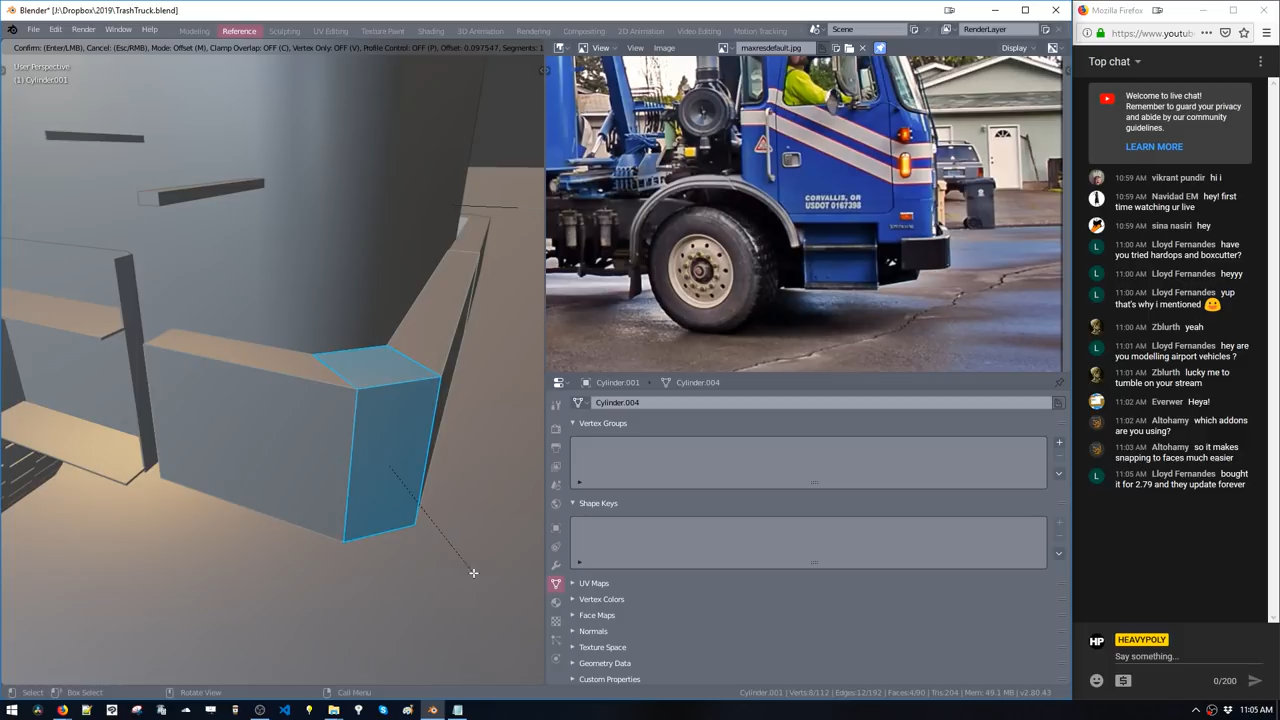 Blender* [J:\Dropbox\2019\TrashTruck.blend]
File Edit Render Window Help Modeling Reference Sculpting UV Editing Texture Paint Shading 3D Animation Rendering Compositing 2D Animation Video Editing Motion Tracking Scene RenderLayer
Confirm: (Enter/LMB), Cancel: (Esc/RMB), Mode: Offset (M), Clamp Overlap: OFF (C), Vertex Only: OFF (V), Profile Control: OFF (P), Offset: 0.097547, Segments: 1
User Perspective
(1) Cylinder.001
View View Image maxresdefault.jpg Display
CORVALLIS, OR
USDOT 0167398
Cylinder.001 Cylinder.004
Cylinder.004
Vertex Groups
Shape Keys
UV Maps
Vertex Colors
Face Maps
Normals
Texture Space
Geometry Data
Custom Properties
Select Box Select Rotate View Call Menu Cylinder.001 | Verts:8/112 | Edges:12/192 | Faces:4/90 | Tris:204 | Mem: 49.1 MB | v2.80.43
Mozilla Firefox
https://www.youtub
Top chat
Welcome to live chat!
Remember to guard your privacy
and abide by our community
guidelines.
LEARN MORE
10:59 AM vikrant pundir hi i
10:59 AM Navidad EM hey! first
time watching ur live
10:59 AM sina nasiri hey
11:00 AM Lloyd Fernandes have
you tried hardops and boxcutter?
11:00 AM Lloyd Fernandes heyyy
11:00 AM Lloyd Fernandes yup
that's why i mentioned
11:00 AM Zblurth yeah
11:01 AM Lloyd Fernandes hey are
you modelling airport vehicles ?
11:01 AM Zblurth lucky me to
tumble on your stream
11:02 AM Everwer Heya!
11:02 AM Altohamy which addons
are you using?
11:03 AM Altohamy so it makes
snapping to faces much easier
11:05 AM Lloyd Fernandes bought
it for 2.79 and they update forever
HP HEAVYPOLY
Say something...
0/200
11:05 AM